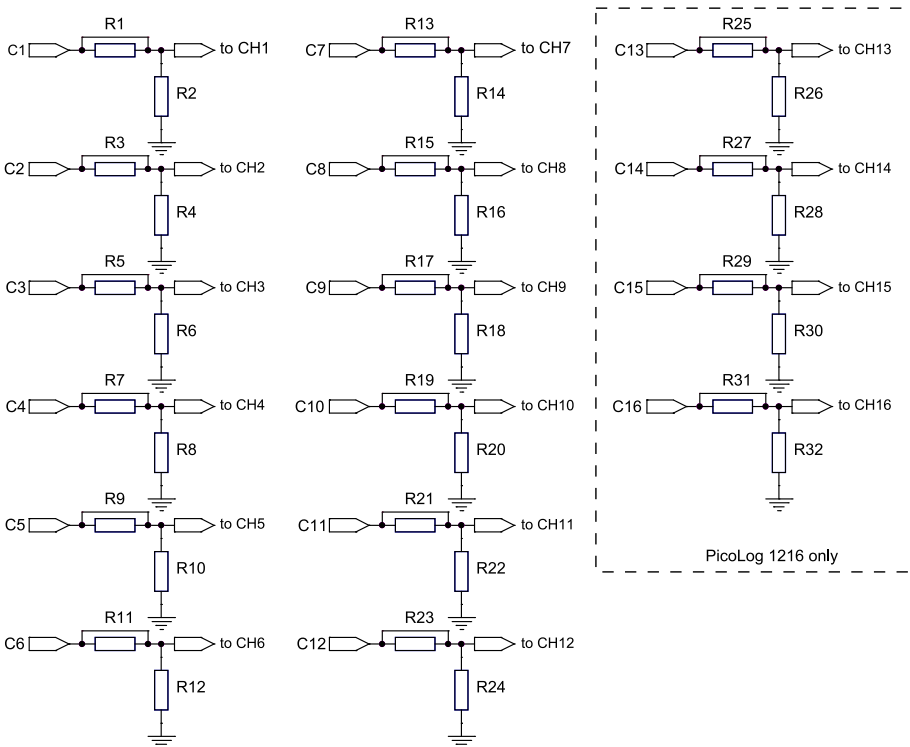 R1
C1 to CH1
R2
R3
C2 to CH2
R4
R5
C3 to CH3
R6
R7
C4 to CH4
R8
R9
C5 to CH5
R10
R11
C6 to CH6
R12
R13
C7 to CH7
R14
R15
C8 to CH8
R16
R17
C9 to CH9
R18
R19
C10 to CH10
R20
R21
C11 to CH11
R22
R23
C12 to CH12
R24
R25
C13 to CH13
R26
R27
C14 to CH14
R28
R29
C15 to CH15
R30
R31
C16 to CH16
R32
PicoLog 1216 only